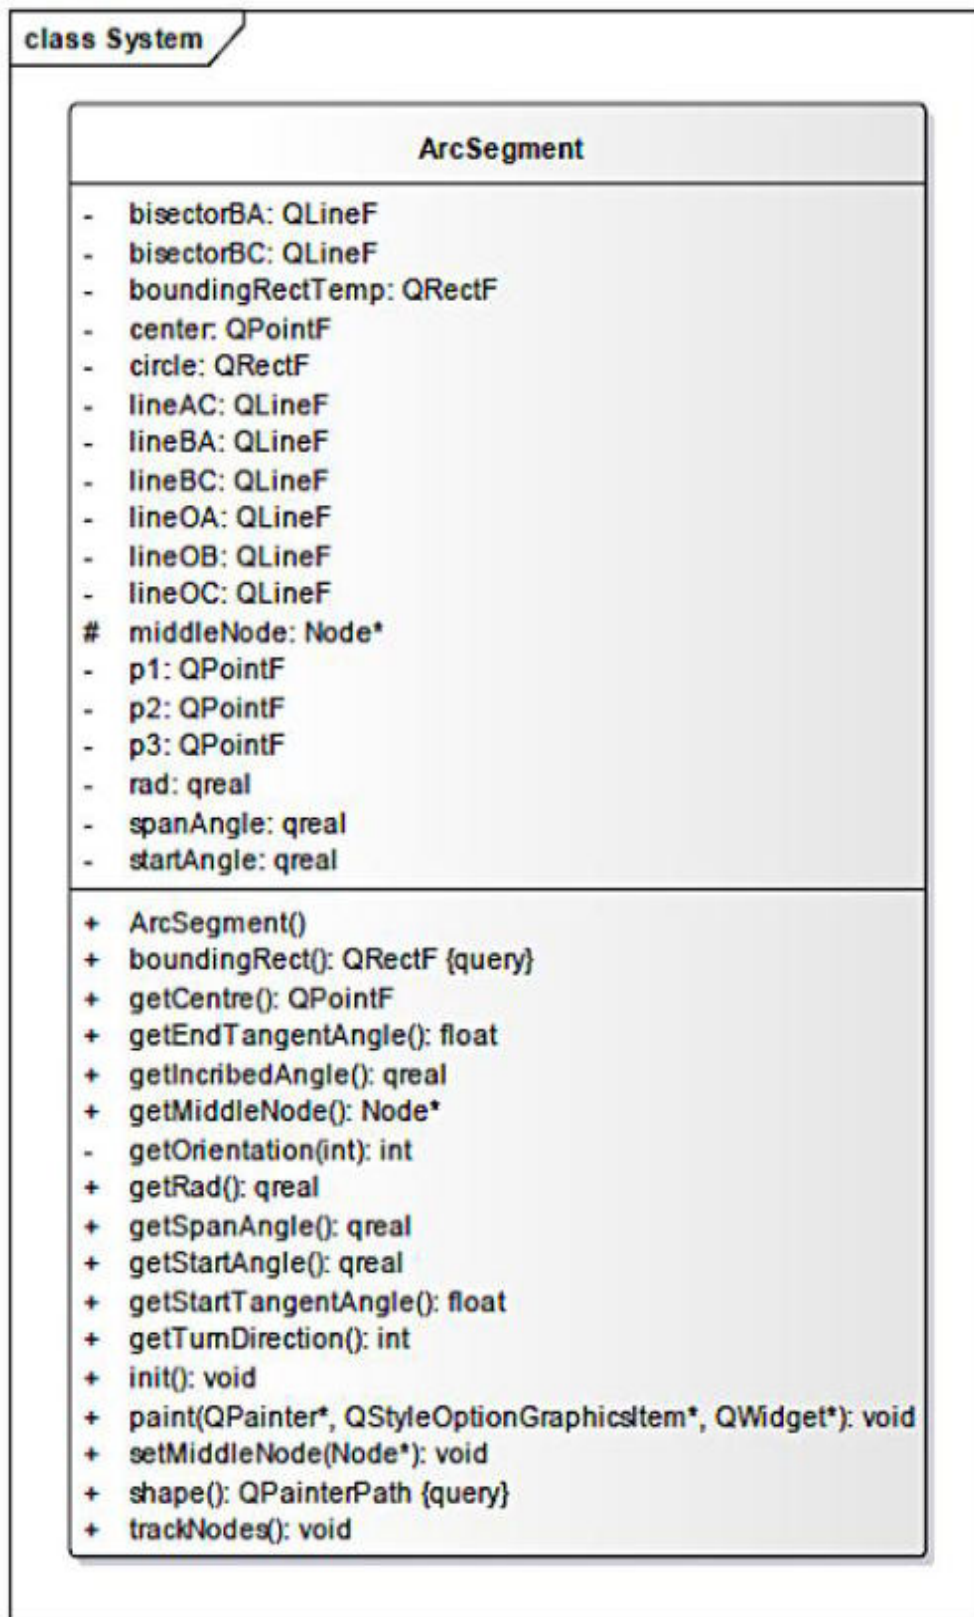 class System
ArcSegment
- bisectorBA: QLineF
- bisectorBC: QLineF
- boundingRectTemp: QRectF
- center: QPointF
- circle: QRectF
- lineAC: QLineF
- lineBA: QLineF
- lineBC: QLineF
- lineOA: QLineF
- lineOB: QLineF
- lineOC: QLineF
# middleNode: Node*
- p1: QPointF
- p2: QPointF
- p3: QPointF
- rad: qreal
- spanAngle: qreal
- startAngle: qreal
+ ArcSegment()
+ boundingRect(): QRectF {query}
+ getCentre(): QPointF
+ getEndTangentAngle(): float
+ getIncribedAngle(): qreal
+ getMiddleNode(): Node*
- getOrientation(int): int
+ getRad(): qreal
+ getSpanAngle(): qreal
+ getStartAngle(): qreal
+ getStartTangentAngle(): float
+ getTurnDirection(): int
+ init(): void
+ paint(QPainter*, QStyleOptionGraphicsItem*, QWidget*): void
+ setMiddleNode(Node*): void
+ shape(): QPainterPath {query}
+ trackNodes(): void